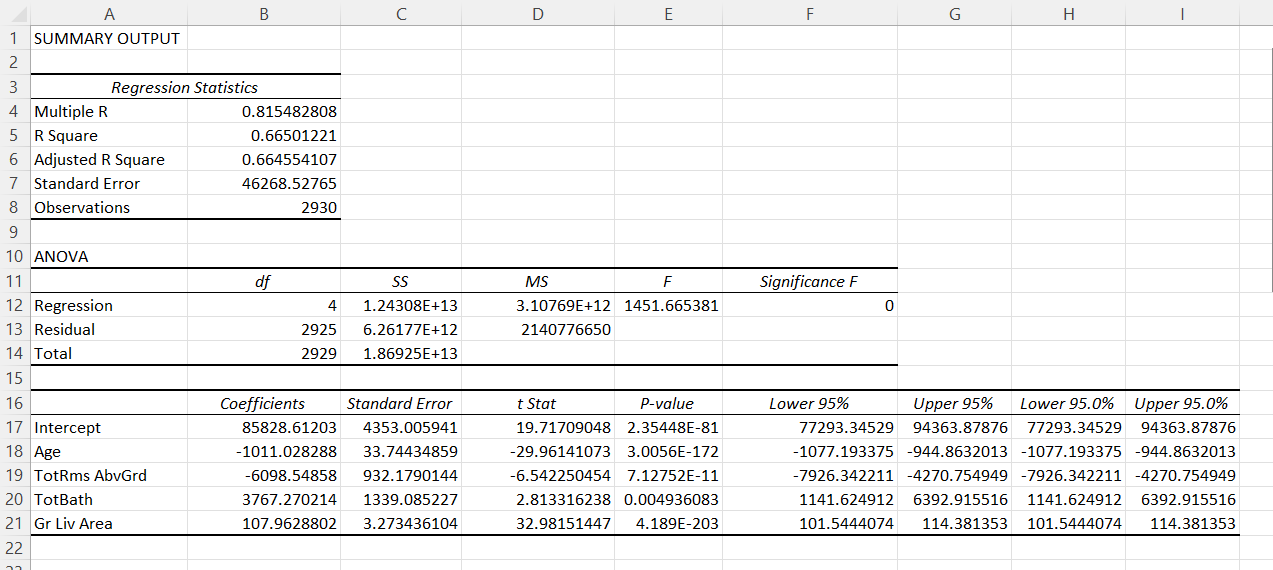 A B C D E F G H I
1 SUMMARY OUTPUT
2
3 Regression Statistics
4 Multiple R 0.815482808
5 R Square 0.66501221
6 Adjusted R Square 0.664554107
7 Standard Error 46268.52765
8 Observations 2930
9
10 ANOVA
11 df SS MS F Significance F
12 Regression 4 1.24308E+13 3.10769E+12 1451.665381 0
13 Residual 2925 6.26177E+12 2140776650
14 Total 2929 1.86925E+13
15
16 Coefficients Standard Error t Stat P-value Lower 95% Upper 95% Lower 95.0% Upper 95.0%
17 Intercept 85828.61203 4353.005941 19.71709048 2.35448E-81 77293.34529 94363.87876 77293.34529 94363.87876
18 Age -1011.028288 33.74434859 -29.96141073 3.0056E-172 -1077.193375 -944.8632013 -1077.193375 -944.8632013
19 TotRms AbvGrd -6098.54858 932.1790144 -6.542250454 7.12752E-11 -7926.342211 -4270.754949 -7926.342211 -4270.754949
20 TotBath 3767.270214 1339.085227 2.813316238 0.004936083 1141.624912 6392.915516 1141.624912 6392.915516
21 Gr Liv Area 107.9628802 3.273436104 32.98151447 4.189E-203 101.5444074 114.381353 101.5444074 114.381353
22